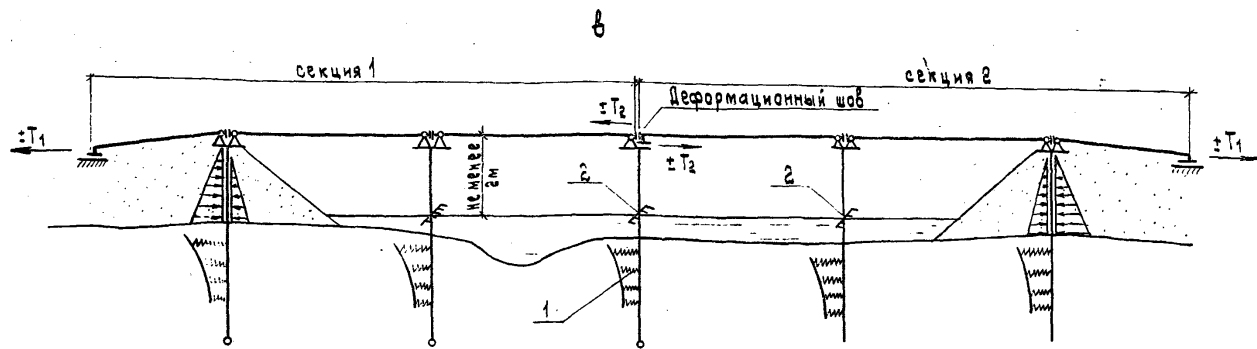 в
секция 1
секция 2
Деформационный шов
±T₂
±T₁
±T₁
±T₂
не менее
2м
2
2
1